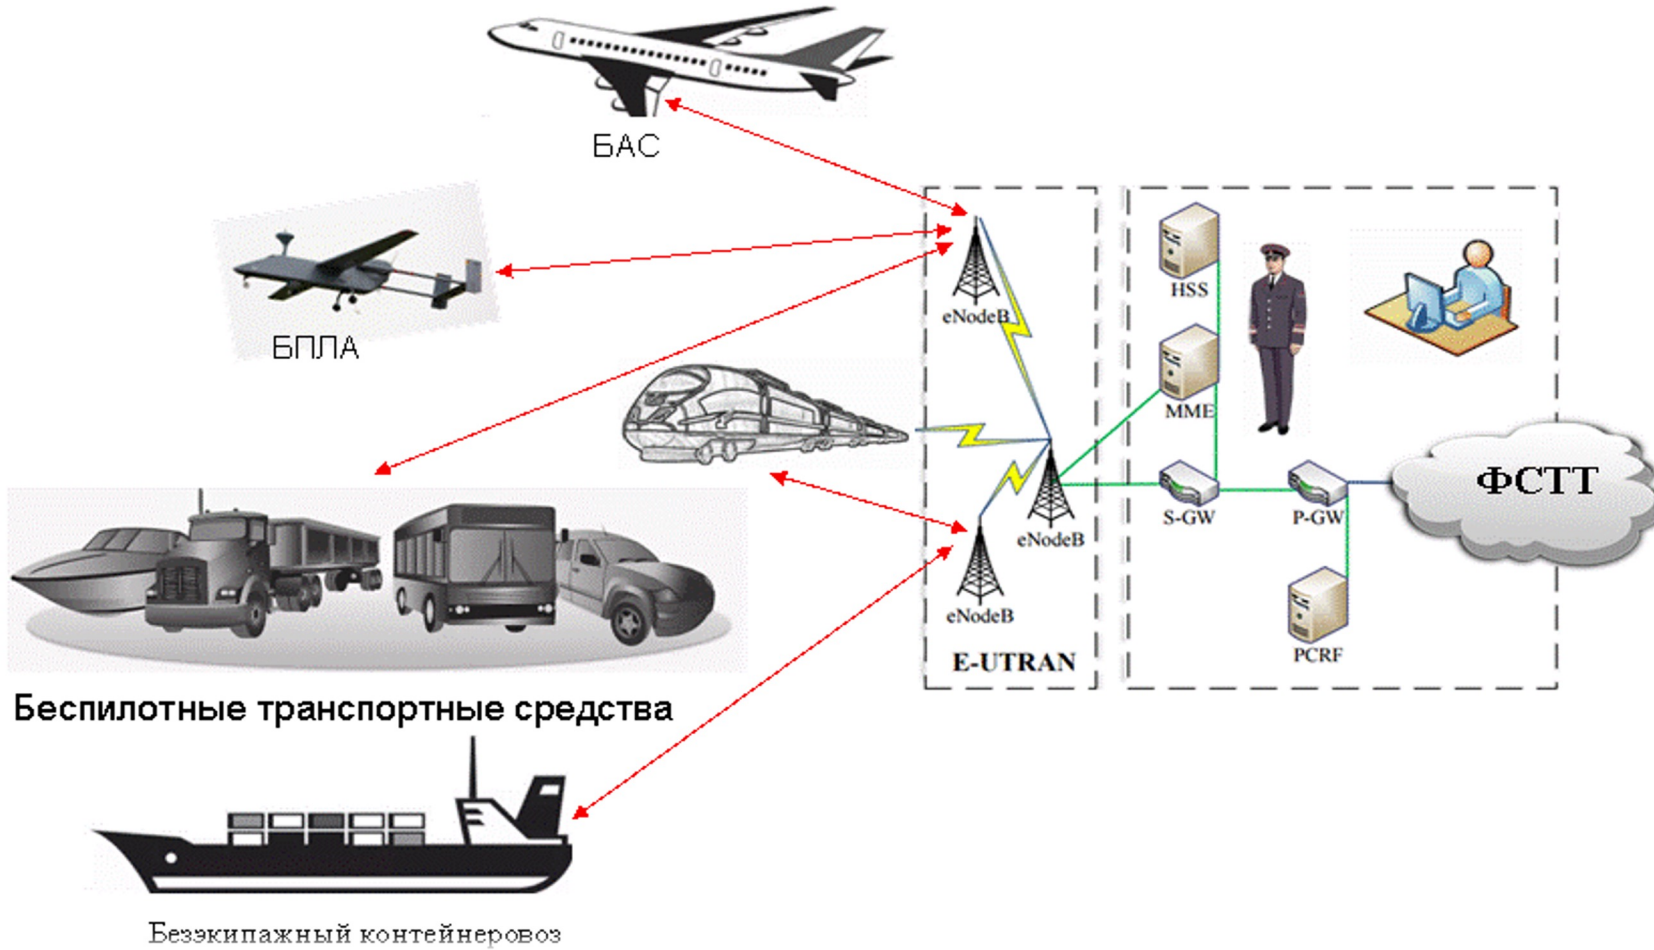 БАС
БПЛА
eNodeB
HSS
MME
ФСТТ
S-GW
P-GW
eNodeB
eNodeB
PCRF
E-UTRAN
Беспилотные транспортные средства
Безэкипажный контейнеровоз